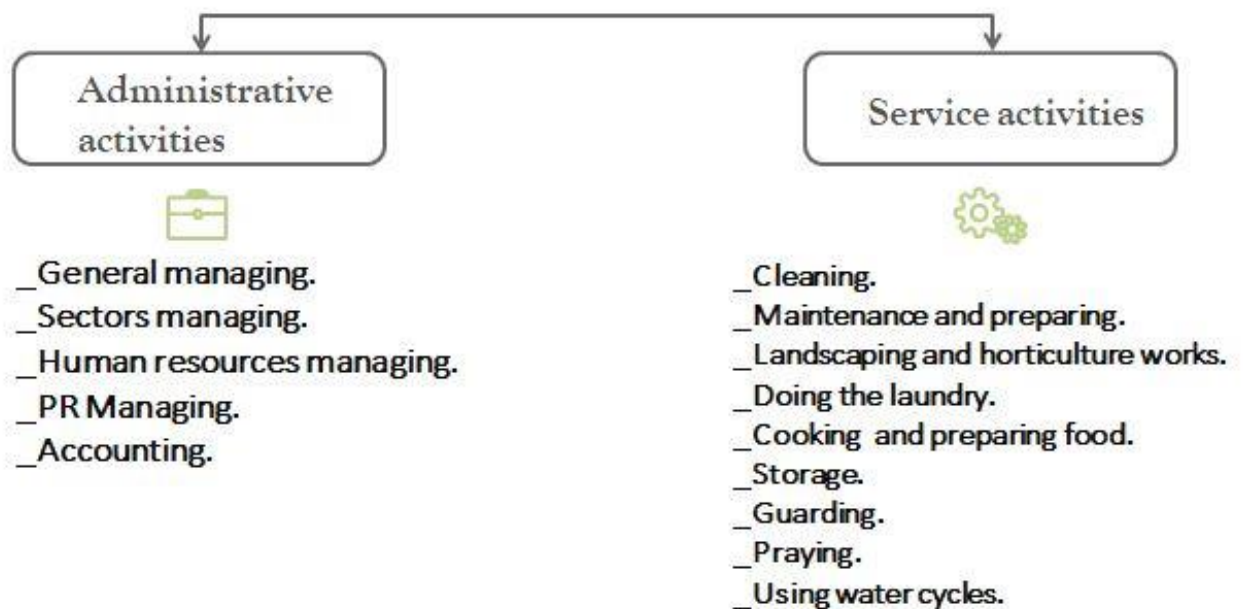 Administrative
activities
_General managing.
_Sectors managing.
_Human resources managing.
_PR Managing.
_Accounting.
Service activities
_Cleaning.
_Maintenance and preparing.
_Landscaping and horticulture works.
_Doing the laundry.
_Cooking and preparing food.
_Storage.
_Guarding.
_Praying.
_Using water cycles.